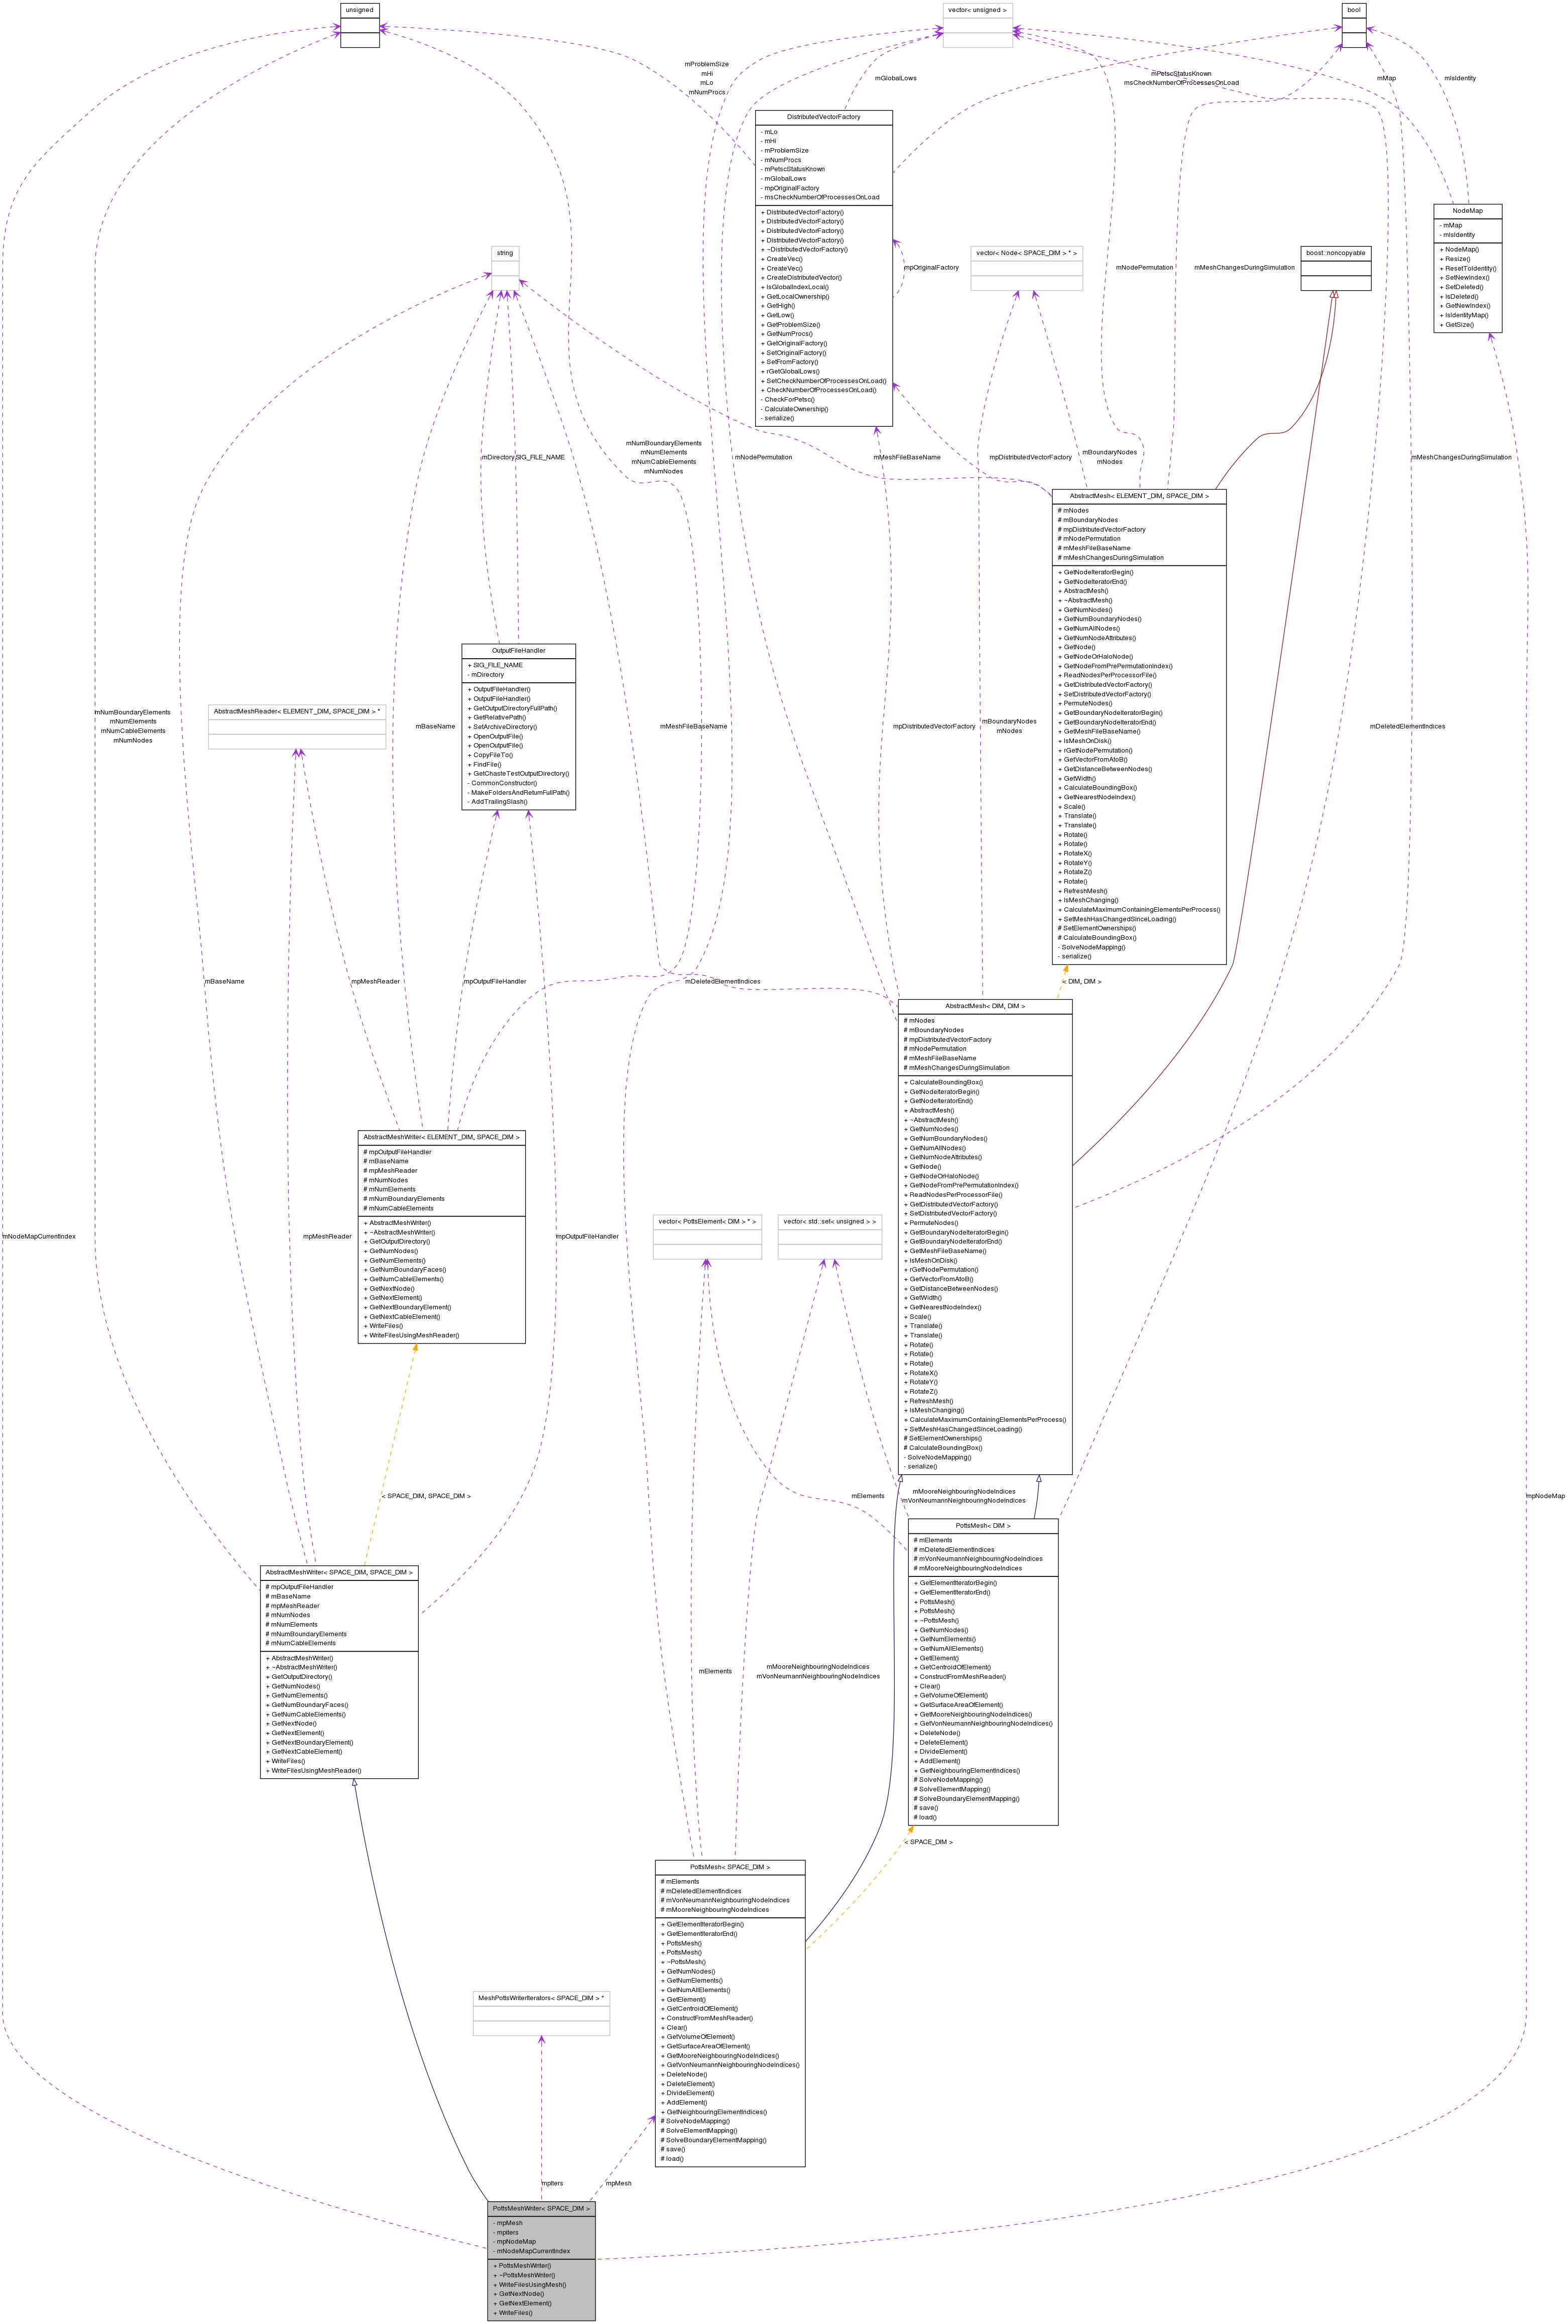 unsigned
vector< unsigned >
bool
mProblemSize
mHi
mLo
mNumProcs
mGlobalLows
mPetscStatusKnown
msCheckNumberOfProcessesOnLoad
mMap
mIsIdentity
DistributedVectorFactory
- mLo
- mHi
- mProblemSize
- mNumProcs
- mPetscStatusKnown
- mGlobalLows
- mpOriginalFactory
- msCheckNumberOfProcessesOnLoad
+ DistributedVectorFactory()
+ DistributedVectorFactory()
+ DistributedVectorFactory()
+ DistributedVectorFactory()
+ ~DistributedVectorFactory()
+ CreateVec()
+ CreateVec()
+ CreateDistributedVector()
+ IsGlobalIndexLocal()
+ GetLocalOwnership()
+ GetHigh()
+ GetLow()
+ GetProblemSize()
+ GetNumProcs()
+ GetOriginalFactory()
+ SetOriginalFactory()
+ SetFromFactory()
+ rGetGlobalLows()
+ SetCheckNumberOfProcessesOnLoad()
+ CheckNumberOfProcessesOnLoad()
- CheckForPetsc()
- CalculateOwnership()
- serialize()
NodeMap
- mMap
- mIsIdentity
+ NodeMap()
+ Resize()
+ ResetToIdentity()
+ SetNewIndex()
+ SetDeleted()
+ IsDeleted()
+ GetNewIndex()
+ IsIdentityMap()
+ GetSize()
string
vector< Node< SPACE_DIM > * >
boost::noncopyable
mpOriginalFactory
mNodePermutation
mMeshChangesDuringSimulation
mDirectory
SIG_FILE_NAME
mNumBoundaryElements
mNumElements
mNumCableElements
mNumNodes
mNodePermutation
mMeshFileBaseName
mpDistributedVectorFactory
mBoundaryNodes
mNodes
mMeshChangesDuringSimulation
AbstractMesh< ELEMENT_DIM, SPACE_DIM >
# mNodes
# mBoundaryNodes
# mpDistributedVectorFactory
# mNodePermutation
# mMeshFileBaseName
# mMeshChangesDuringSimulation
+ GetNodeIteratorBegin()
+ GetNodeIteratorEnd()
+ AbstractMesh()
+ ~AbstractMesh()
+ GetNumNodes()
+ GetNumBoundaryNodes()
+ GetNumAllNodes()
+ GetNumNodeAttributes()
+ GetNode()
+ GetNodeOrHaloNode()
+ GetNodeFromPrePermutationIndex()
+ ReadNodesPerProcessorFile()
+ GetDistributedVectorFactory()
+ SetDistributedVectorFactory()
+ PermuteNodes()
+ GetBoundaryNodeIteratorBegin()
+ GetBoundaryNodeIteratorEnd()
+ GetMeshFileBaseName()
+ IsMeshOnDisk()
+ rGetNodePermutation()
+ GetVectorFromAtoB()
+ GetDistanceBetweenNodes()
+ GetWidth()
+ CalculateBoundingBox()
+ GetNearestNodeIndex()
+ Scale()
+ Translate()
+ Translate()
+ Rotate()
+ Rotate()
+ RotateX()
+ RotateY()
+ RotateZ()
+ Rotate()
+ RefreshMesh()
+ IsMeshChanging()
+ CalculateMaximumContainingElementsPerProcess()
+ SetMeshHasChangedSinceLoading()
# SetElementOwnerships()
# CalculateBoundingBox()
- SolveNodeMapping()
- serialize()
OutputFileHandler
+ SIG_FILE_NAME
- mDirectory
+ OutputFileHandler()
+ OutputFileHandler()
+ GetOutputDirectoryFullPath()
+ GetRelativePath()
+ SetArchiveDirectory()
+ OpenOutputFile()
+ OpenOutputFile()
+ CopyFileTo()
+ FindFile()
+ GetChasteTestOutputDirectory()
- CommonConstructor()
- MakeFoldersAndReturnFullPath()
- AddTrailingSlash()
AbstractMeshReader< ELEMENT_DIM, SPACE_DIM > *
mNumBoundaryElements
mNumElements
mNumCableElements
mNumNodes
mBaseName
mMeshFileBaseName
mpDistributedVectorFactory
mBoundaryNodes
mNodes
mDeletedElementIndices
mBaseName
mpMeshReader
mpOutputFileHandler
mDeletedElementIndices
< DIM, DIM >
AbstractMesh< DIM, DIM >
# mNodes
# mBoundaryNodes
# mpDistributedVectorFactory
# mNodePermutation
# mMeshFileBaseName
# mMeshChangesDuringSimulation
+ CalculateBoundingBox()
+ GetNodeIteratorBegin()
+ GetNodeIteratorEnd()
+ AbstractMesh()
+ ~AbstractMesh()
+ GetNumNodes()
+ GetNumBoundaryNodes()
+ GetNumAllNodes()
+ GetNumNodeAttributes()
+ GetNode()
+ GetNodeOrHaloNode()
+ GetNodeFromPrePermutationIndex()
+ ReadNodesPerProcessorFile()
+ GetDistributedVectorFactory()
+ SetDistributedVectorFactory()
+ PermuteNodes()
+ GetBoundaryNodeIteratorBegin()
+ GetBoundaryNodeIteratorEnd()
+ GetMeshFileBaseName()
+ IsMeshOnDisk()
+ rGetNodePermutation()
+ GetVectorFromAtoB()
+ GetDistanceBetweenNodes()
+ GetWidth()
+ GetNearestNodeIndex()
+ Scale()
+ Translate()
+ Translate()
+ Rotate()
+ Rotate()
+ Rotate()
+ RotateX()
+ RotateY()
+ RotateZ()
+ RefreshMesh()
+ IsMeshChanging()
+ CalculateMaximumContainingElementsPerProcess()
+ SetMeshHasChangedSinceLoading()
# SetElementOwnerships()
# CalculateBoundingBox()
- SolveNodeMapping()
- serialize()
AbstractMeshWriter< ELEMENT_DIM, SPACE_DIM >
# mpOutputFileHandler
# mBaseName
# mpMeshReader
# mNumNodes
# mNumElements
# mNumBoundaryElements
# mNumCableElements
+ AbstractMeshWriter()
+ ~AbstractMeshWriter()
+ GetOutputDirectory()
+ GetNumNodes()
+ GetNumElements()
+ GetNumBoundaryFaces()
+ GetNumCableElements()
+ GetNextNode()
+ GetNextElement()
+ GetNextBoundaryElement()
+ GetNextCableElement()
+ WriteFiles()
+ WriteFilesUsingMeshReader()
vector< PottsElement< DIM > * >
vector< std::set< unsigned > >
mNodeMapCurrentIndex
mpMeshReader
mpOutputFileHandler
< SPACE_DIM, SPACE_DIM >
mElements
mMooreNeighbouringNodeIndices
mVonNeumannNeighbouringNodeIndices
mpNodeMap
PottsMesh< DIM >
# mElements
# mDeletedElementIndices
# mVonNeumannNeighbouringNodeIndices
# mMooreNeighbouringNodeIndices
+ GetElementIteratorBegin()
+ GetElementIteratorEnd()
+ PottsMesh()
+ PottsMesh()
+ ~PottsMesh()
+ GetNumNodes()
+ GetNumElements()
+ GetNumAllElements()
+ GetElement()
+ GetCentroidOfElement()
+ ConstructFromMeshReader()
+ Clear()
+ GetVolumeOfElement()
+ GetSurfaceAreaOfElement()
+ GetMooreNeighbouringNodeIndices()
+ GetVonNeumannNeighbouringNodeIndices()
+ DeleteNode()
+ DeleteElement()
+ DivideElement()
+ AddElement()
+ GetNeighbouringElementIndices()
# SolveNodeMapping()
# SolveElementMapping()
# SolveBoundaryElementMapping()
# save()
# load()
AbstractMeshWriter< SPACE_DIM, SPACE_DIM >
# mpOutputFileHandler
# mBaseName
# mpMeshReader
# mNumNodes
# mNumElements
# mNumBoundaryElements
# mNumCableElements
+ AbstractMeshWriter()
+ ~AbstractMeshWriter()
+ GetOutputDirectory()
+ GetNumNodes()
+ GetNumElements()
+ GetNumBoundaryFaces()
+ GetNumCableElements()
+ GetNextNode()
+ GetNextElement()
+ GetNextBoundaryElement()
+ GetNextCableElement()
+ WriteFiles()
+ WriteFilesUsingMeshReader()
mElements
mMooreNeighbouringNodeIndices
mVonNeumannNeighbouringNodeIndices
< SPACE_DIM >
PottsMesh< SPACE_DIM >
# mElements
# mDeletedElementIndices
# mVonNeumannNeighbouringNodeIndices
# mMooreNeighbouringNodeIndices
+ GetElementIteratorBegin()
+ GetElementIteratorEnd()
+ PottsMesh()
+ PottsMesh()
+ ~PottsMesh()
+ GetNumNodes()
+ GetNumElements()
+ GetNumAllElements()
+ GetElement()
+ GetCentroidOfElement()
+ ConstructFromMeshReader()
+ Clear()
+ GetVolumeOfElement()
+ GetSurfaceAreaOfElement()
+ GetMooreNeighbouringNodeIndices()
+ GetVonNeumannNeighbouringNodeIndices()
+ DeleteNode()
+ DeleteElement()
+ DivideElement()
+ AddElement()
+ GetNeighbouringElementIndices()
# SolveNodeMapping()
# SolveElementMapping()
# SolveBoundaryElementMapping()
# save()
# load()
MeshPottsWriterIterators< SPACE_DIM > *
mpIters
mpMesh
PottsMeshWriter< SPACE_DIM >
- mpMesh
- mpIters
- mpNodeMap
- mNodeMapCurrentIndex
+ PottsMeshWriter()
+ ~PottsMeshWriter()
+ WriteFilesUsingMesh()
+ GetNextNode()
+ GetNextElement()
+ WriteFiles()